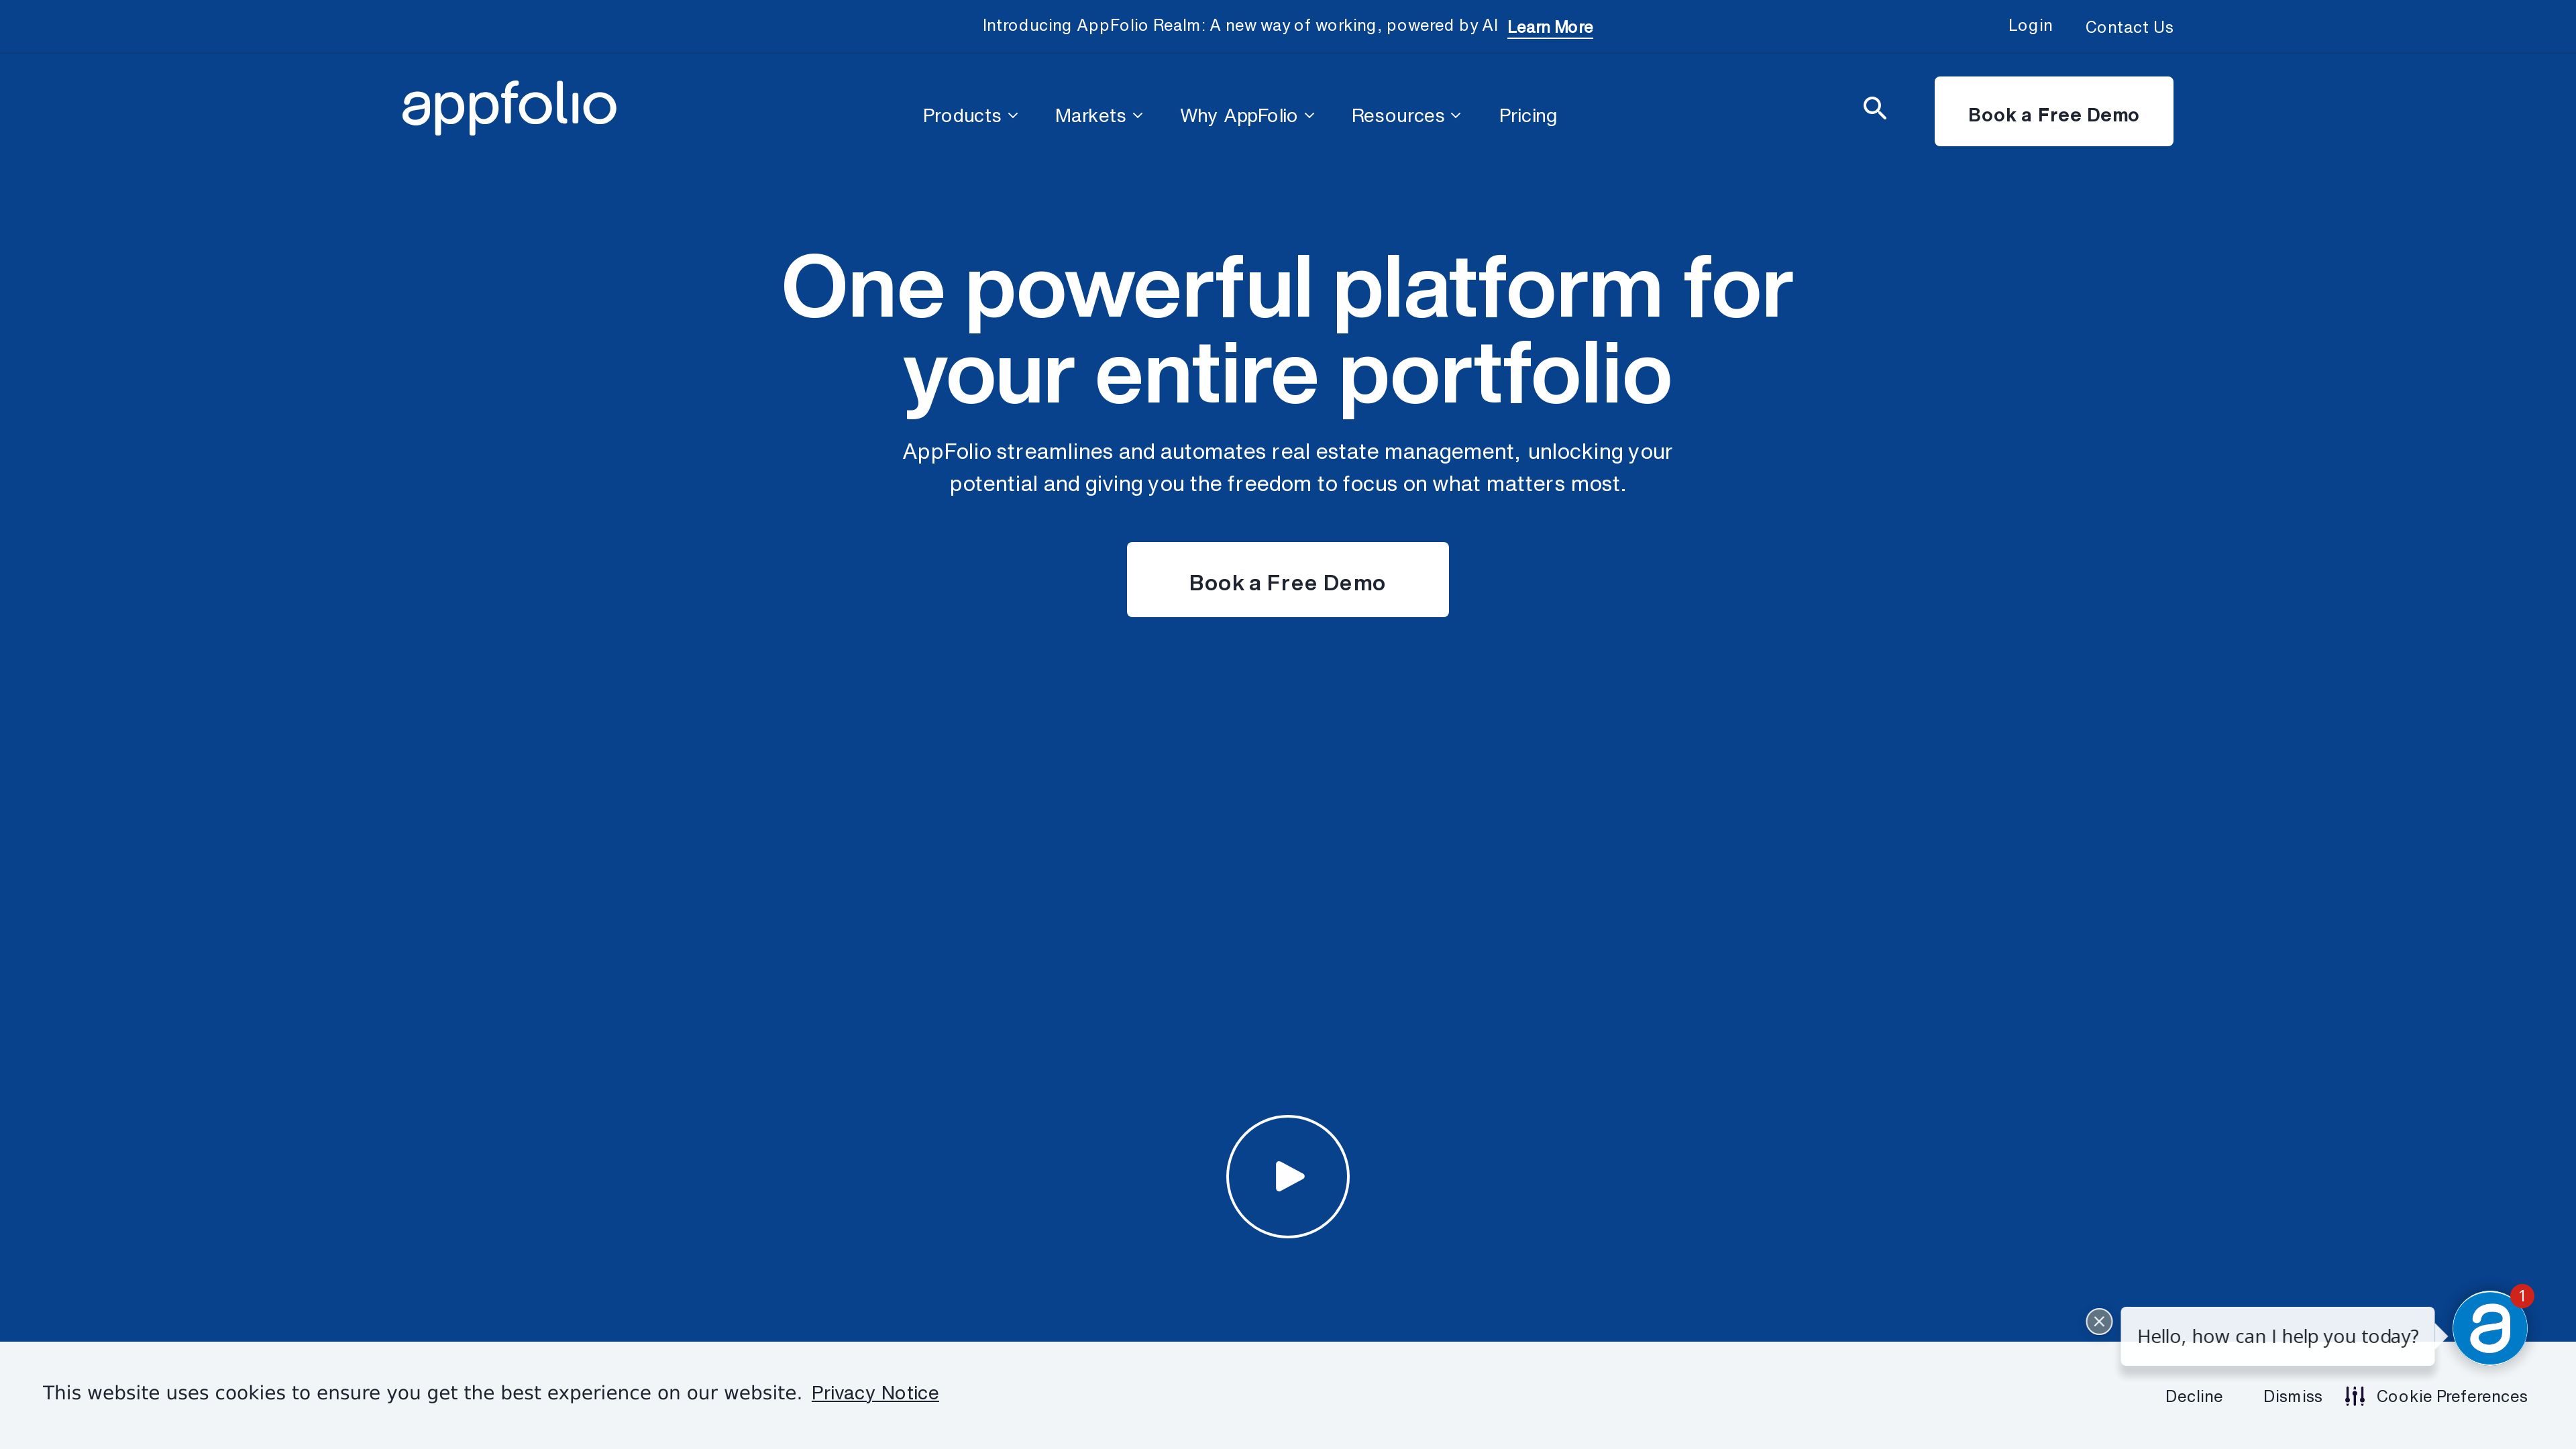 Introducing AppFolio Realm: A new way of working, powered by AI Learn More
Login
Contact Us
appfolio
Products
Markets
Why AppFolio
Resources
Pricing
Book a Free Demo
One powerful platform for
your entire portfolio
AppFolio streamlines and automates real estate management, unlocking your
potential and giving you the freedom to focus on what matters most.
Book a Free Demo
1
a
Hello, how can I help you today?
This website uses cookies to ensure you get the best experience on our website. Privacy Notice
Decline
Dismiss
Cookie Preferences